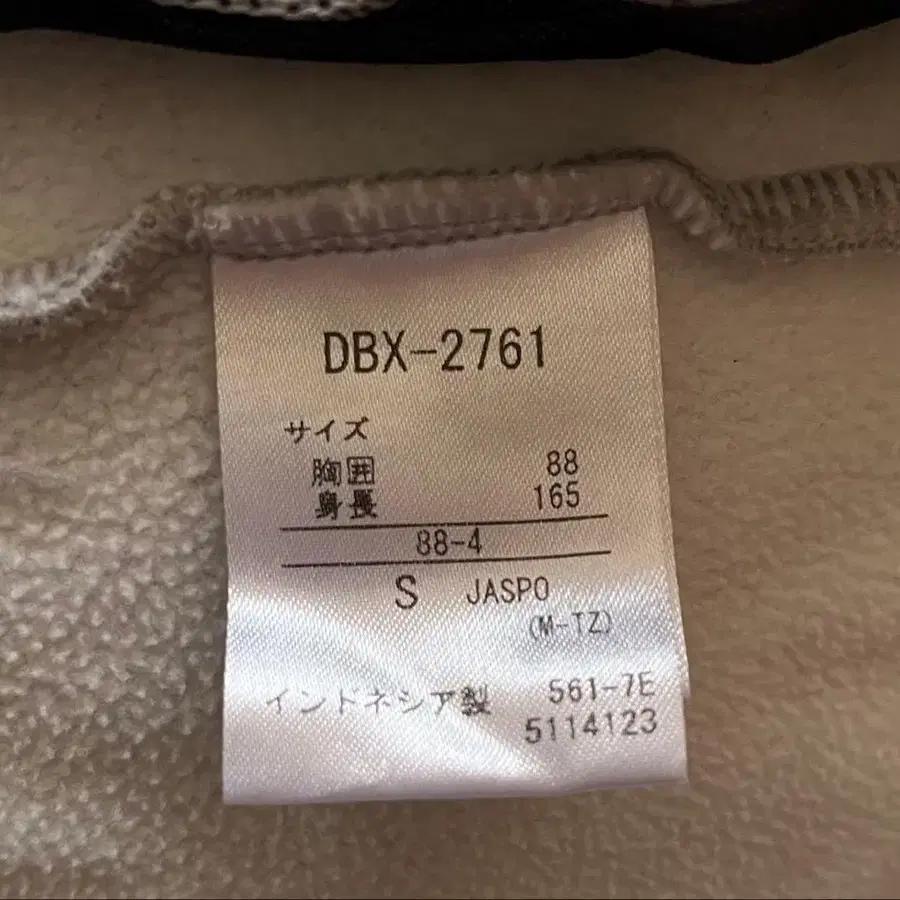 DBX-2761
サイズ
胸囲 88
身長 165
88-4
S JASPO
(M-TZ)
インドネシア製 561-7E
5114123